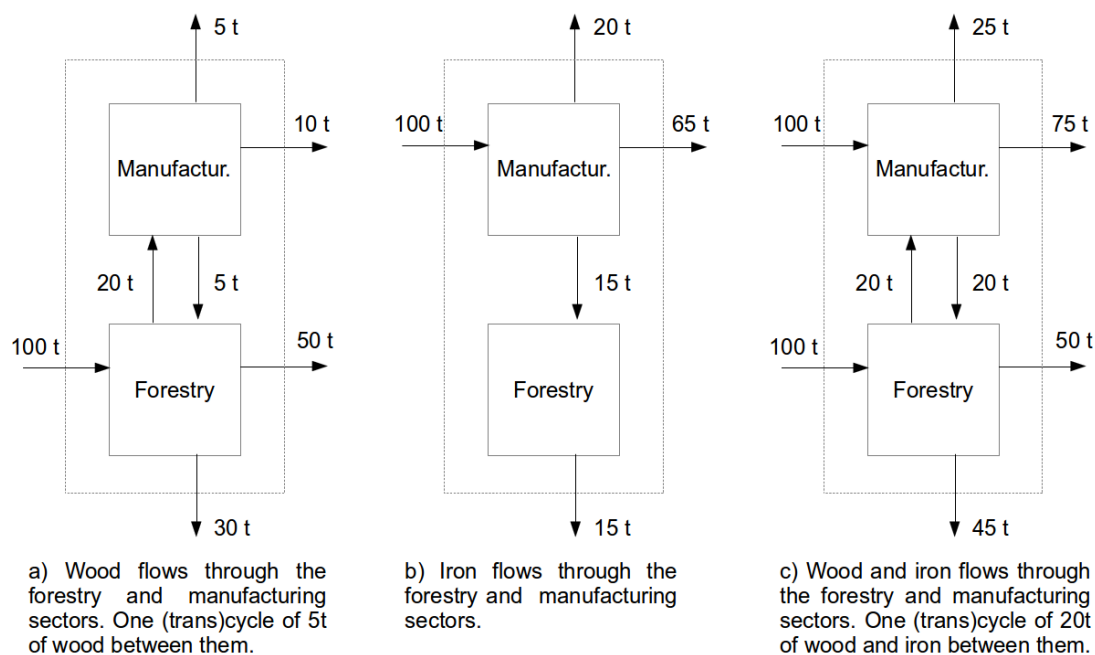 5 t
10 t
Manufactur.
20 t
5 t
100 t
50 t
Forestry
30 t
a) Wood flows through the
forestry and manufacturing
sectors. One (trans)cycle of 5t
of wood between them.
20 t
100 t
65 t
Manufactur.
15 t
Forestry
15 t
b) Iron flows through the
forestry and manufacturing
sectors.
25 t
100 t
75 t
Manufactur.
20 t
20 t
100 t
50 t
Forestry
45 t
c) Wood and iron flows through
the forestry and manufacturing
sectors. One (trans)cycle of 20t
of wood and iron between them.